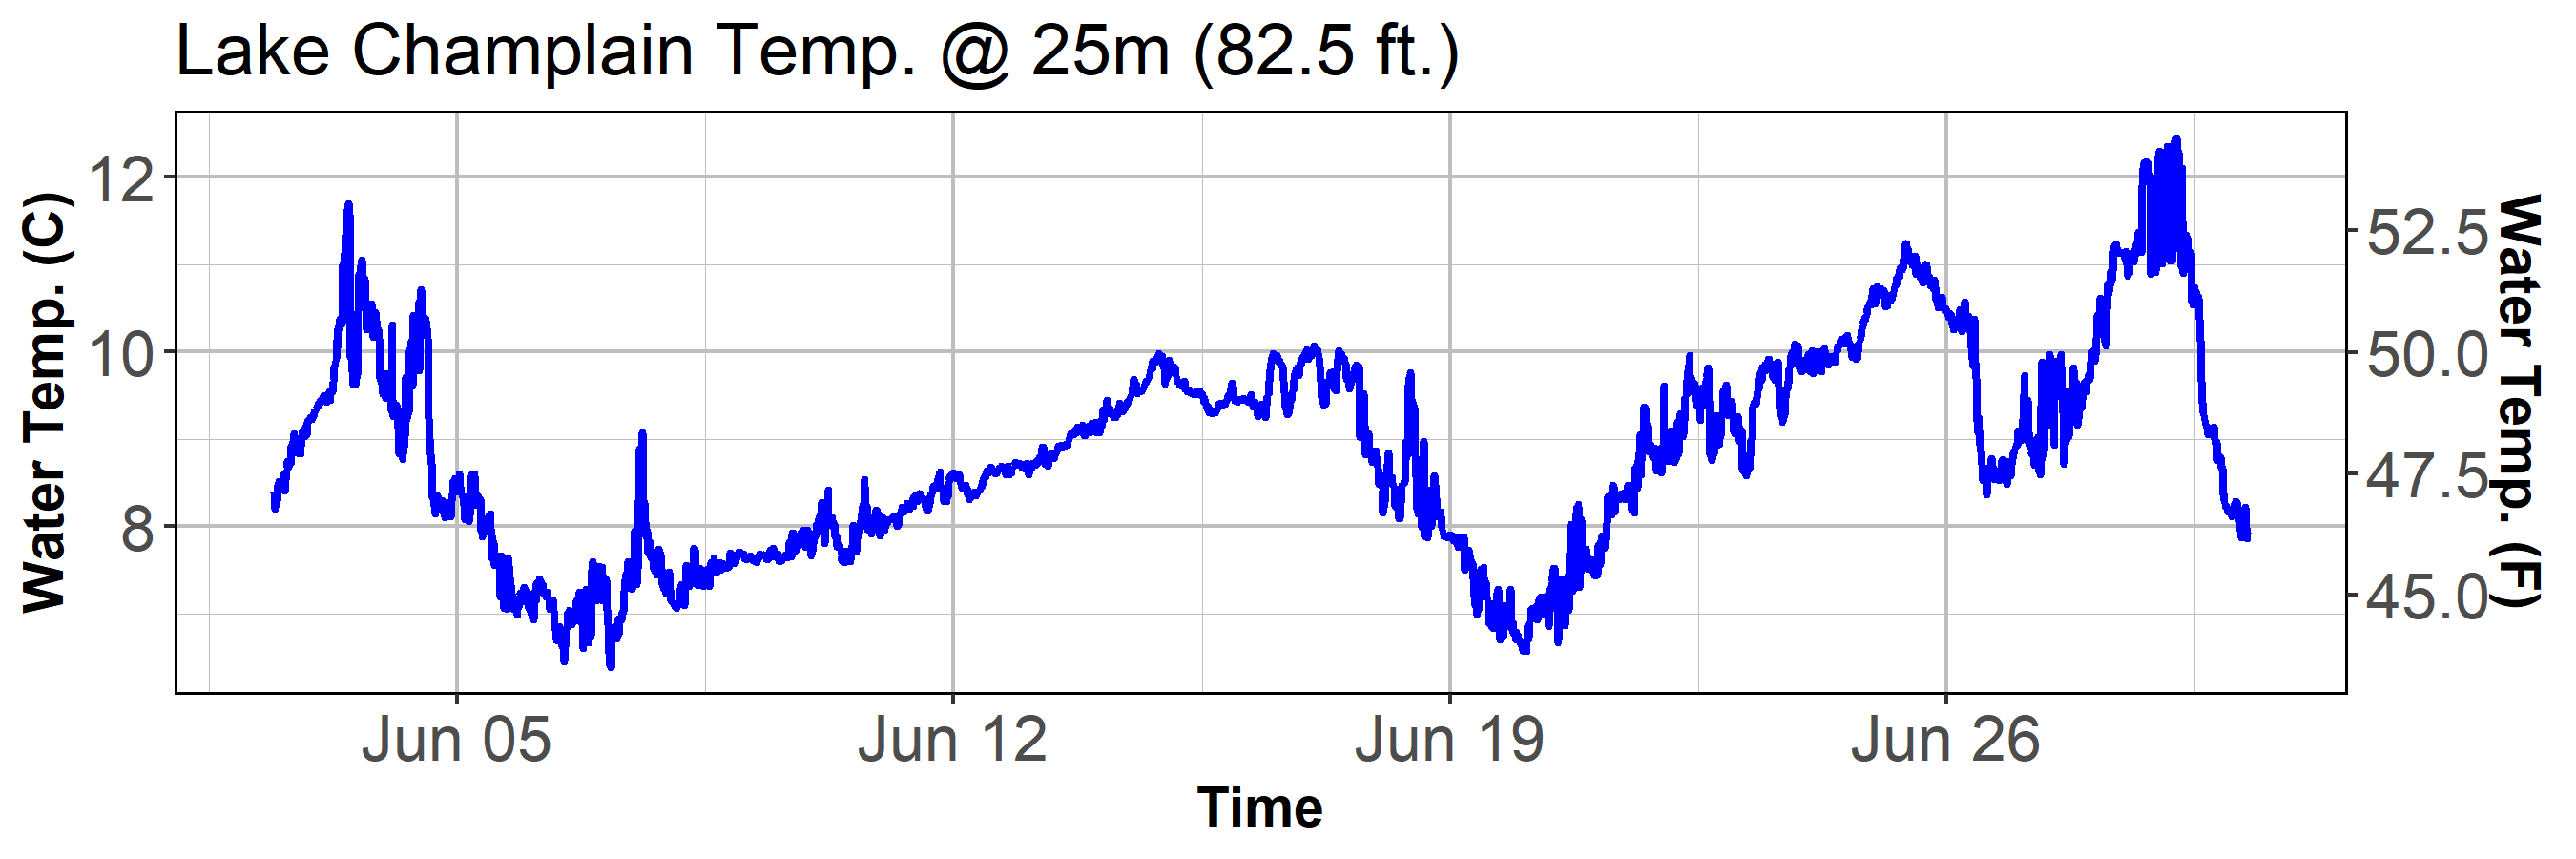 Lake Champlain Temp. @ 25m (82.5 ft.)
Water Temp. (C)
12
10
8
52.5
50.0
47.5
45.0
Water Temp. (F)
Jun 05
Jun 12
Jun 19
Jun 26
Time